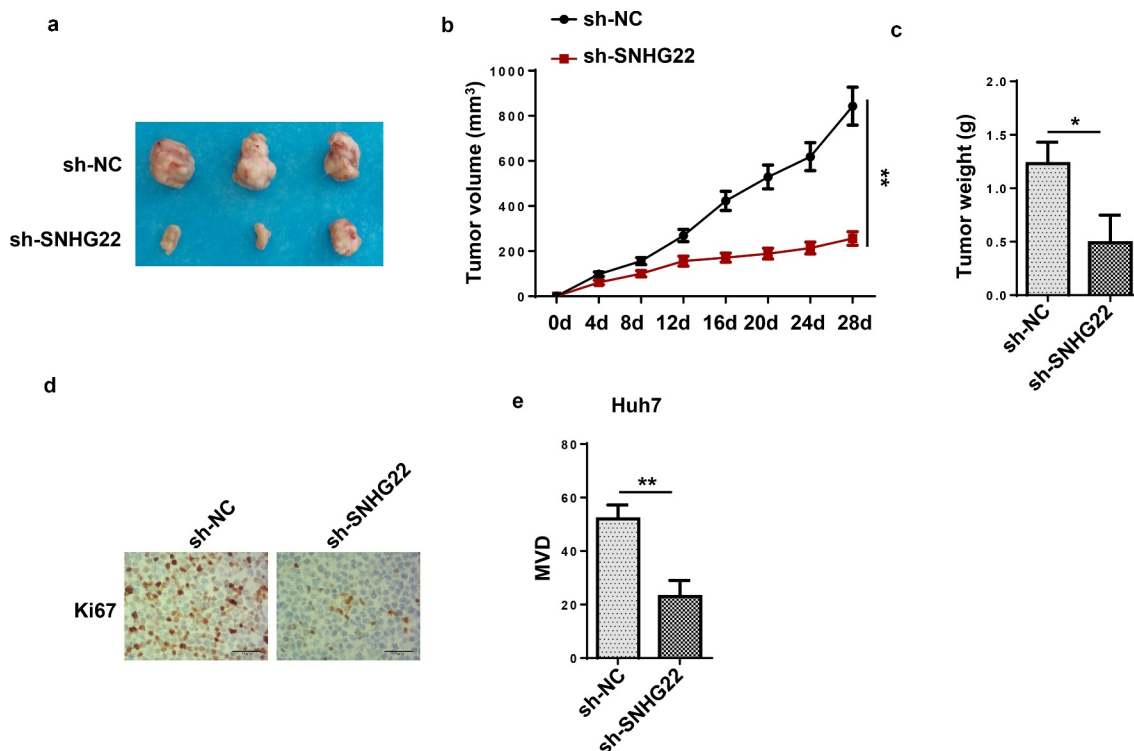 a
sh-NC
sh-SNHG22
b
sh-NC
sh-SNHG22
Tumor volume (mm³)
1000
800
600
400
200
0
0d 4d 8d 12d 16d 20d 24d 28d
**
c
Tumor weight (g)
2.0
1.5
1.0
0.5
0.0
*
sh-NC
sh-SNHG22
d
sh-NC
sh-SNHG22
Ki67
e
Huh7
MVD
80
60
40
20
0
**
sh-NC
sh-SNHG22